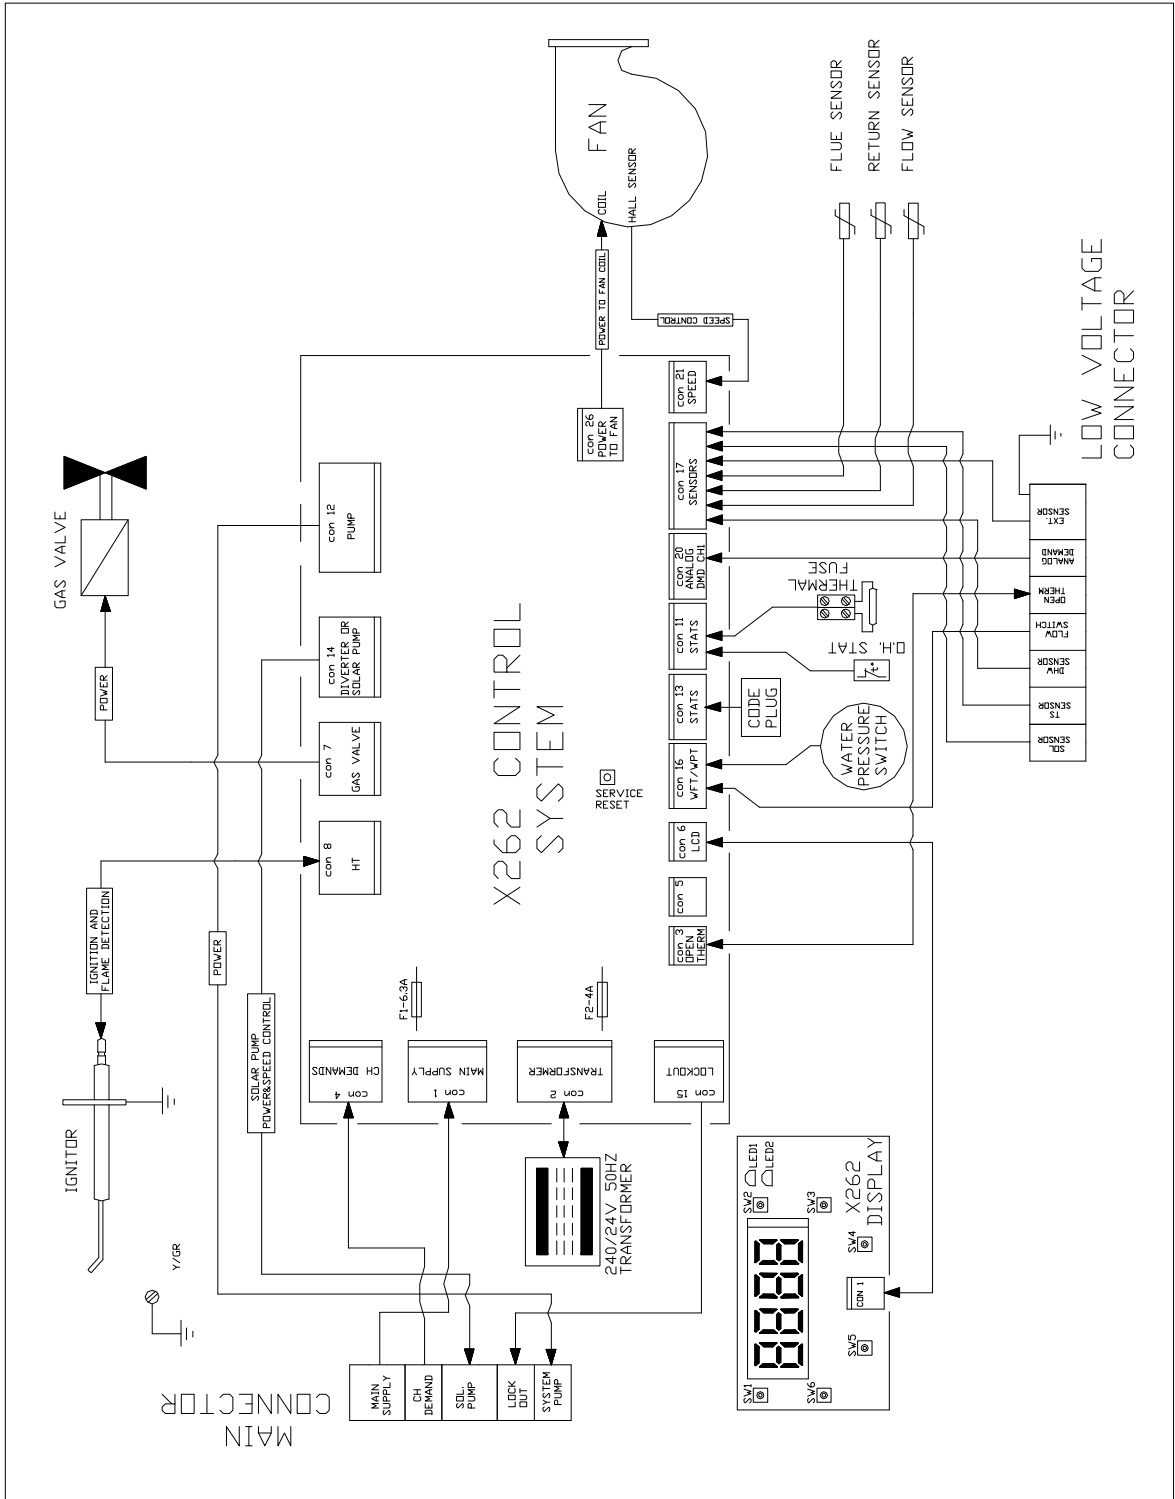 FAN
COIL
HALL SENSOR
FLUE SENSOR
RETURN SENSOR
FLOW SENSOR
POWER TO FAN COIL
SPEED CONTROL
LOW VOLTAGE
CONNECTOR
GAS VALVE
POWER
con 12
PUMP
con 14
DIVERTER OR
SOLAR PUMP
con 7
GAS VALVE
con 8
HT
con 26
POWER
TO FAN
con 21
SPEED
con 17
SENSORS
con 20
ANALOG
DMD CH1
con 11
STATS
con 13
STATS
con 16
WFT/WPT
con 6
LCD
con 5
con 3
OPEN
THERM
X262 CONTROL
SYSTEM
SERVICE
RESET
THERMAL
FUSE
O.H. STAT
t°
CODE
PLUG
WATER
PRESSURE
SWITCH
EXT.
SENSOR
ANALOG
DEMAND
OPEN
THERM
FLOW
SWITCH
DHW
SENSOR
TS
SENSOR
SOL
SENSOR
IGNITION AND
FLAME DETECTION
POWER
SOLAR PUMP
POWER&SPEED CONTROL
F1-6.3A
F2-4A
con 4
CH DEMANDS
con 1
MAIN SUPPLY
con 2
TRANSFORMER
con 15
LOCKOUT
IGNITOR
Y/GR
240/24V 50HZ
TRANSFORMER
MAIN
CONNECTOR
MAIN
SUPPLY
CH
DEMAND
SOL.
PUMP
LOCK
OUT
SYSTEM
PUMP
SW2
LED1
LED2
SW3
X262
DISPLAY
SW4
8888
CON 1
SW5
SW1
SW6